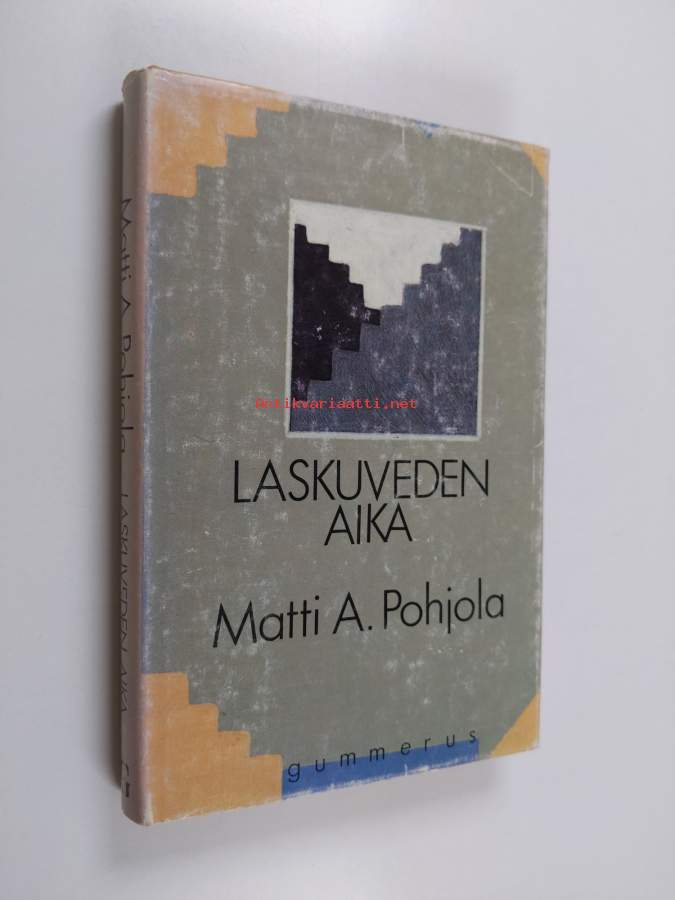 antikvariaatti.net
LASKUVEDEN
AIKA
Matti A. Pohjola
gummerus
Matti A. Pohjola LASKUVEDEN AIKA